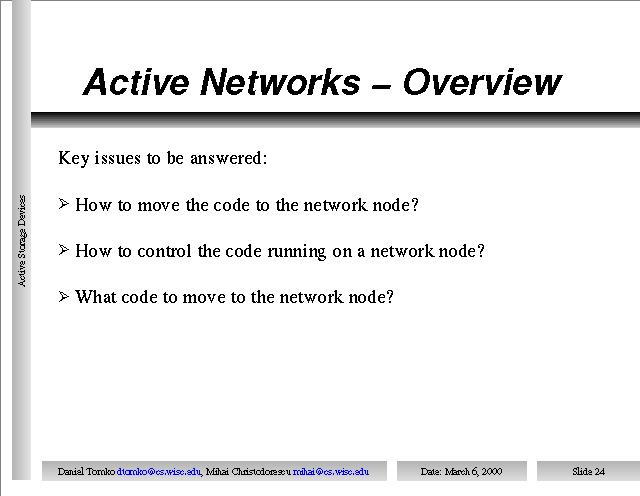 Active Networks – Overview
Active Storage Devices
Key issues to be answered:
➢ How to move the code to the network node?
➢ How to control the code running on a network node?
➢ What code to move to the network node?
Daniel Tomko dtomko@cs.wisc.edu, Mihai Christodorescu mihai@cs.wisc.edu
Date: March 6, 2000
Slide 24